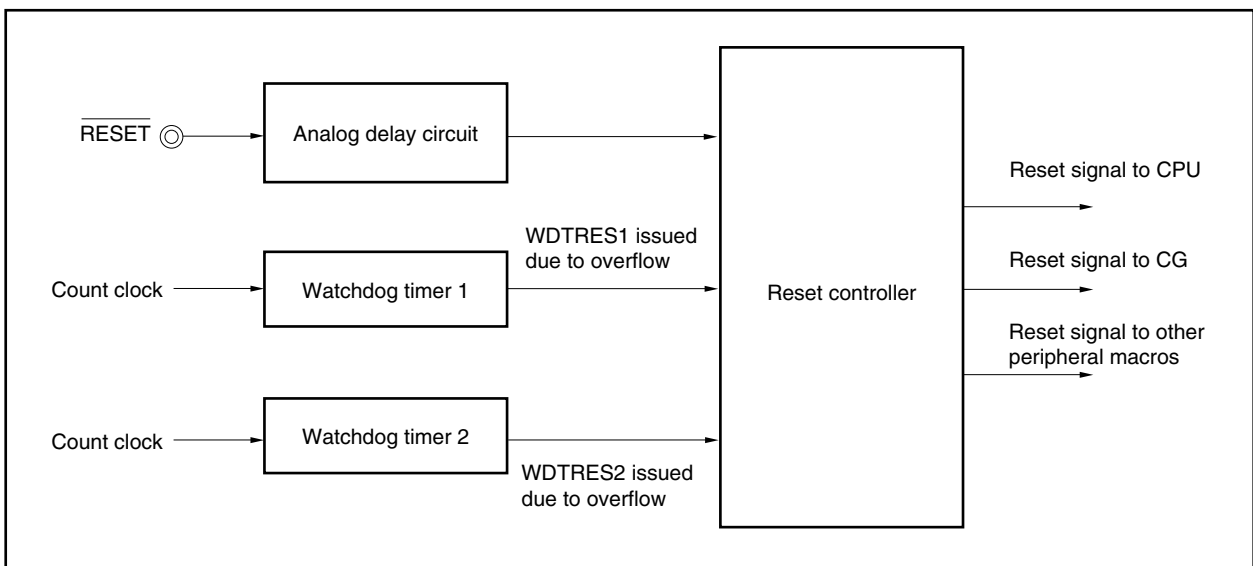 RESET
Analog delay circuit
Reset signal to CPU
WDTRES1 issued
due to overflow
Reset signal to CG
Count clock
Watchdog timer 1
Reset controller
Reset signal to other
peripheral macros
Count clock
Watchdog timer 2
WDTRES2 issued
due to overflow